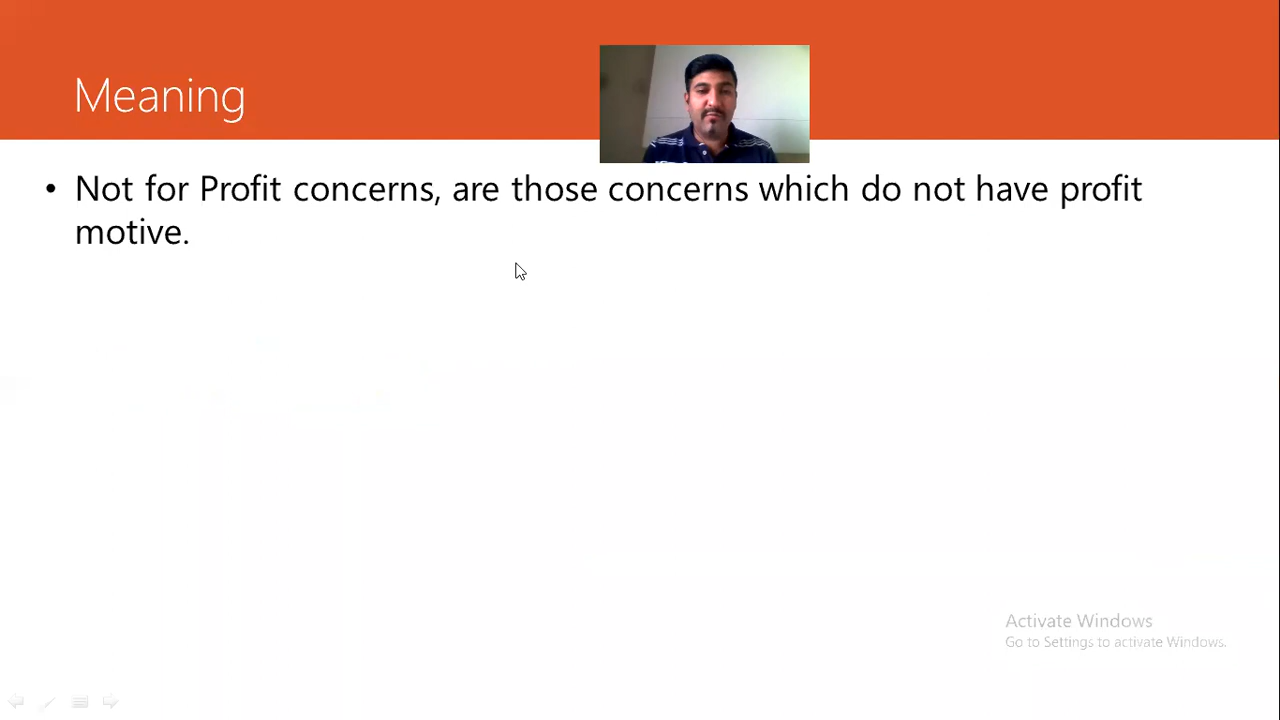 Meaning
• Not for Profit concerns, are those concerns which do not have profit
motive.
Activate Windows
Go to Settings to activate Windows.